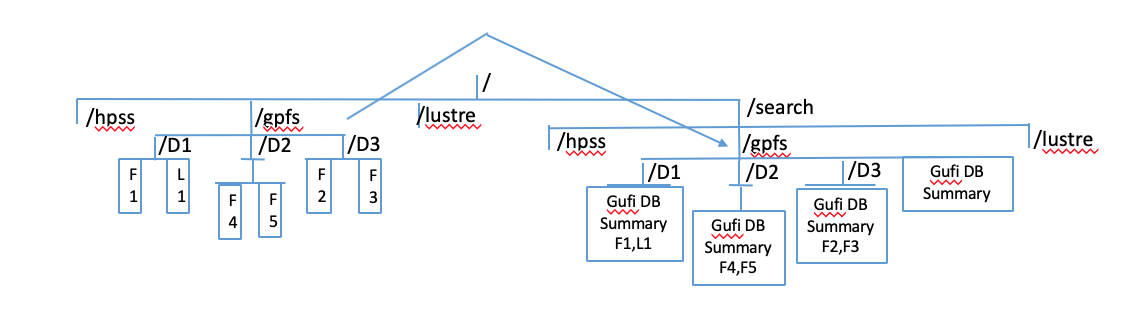 /
/hpss
/gpfs
/lustre
/search
/D1
/D2
/D3
F
1
L
1
F
4
F
5
F
2
F
3
/hpss
/gpfs
/lustre
/D1
/D2
/D3
Gufi DB
Summary
F1,L1
Gufi DB
Summary
F4,F5
Gufi DB
Summary
F2,F3
Gufi DB
Summary